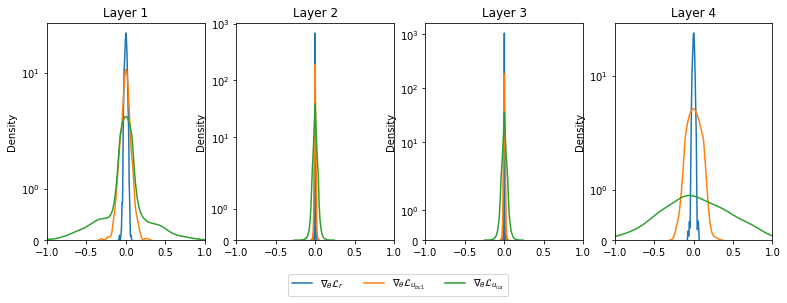 Layer 1 Layer 2 Layer 3 Layer 4
Density Density Density Density
10¹ 10³ 10³ 10¹
10⁰ 10² 10² 10⁰
0 10¹ 10¹ 0
10⁰ 10⁰
0 0
−1.0 −0.5 0.0 0.5 1.0 −1.0 −0.5 0.0 0.5 1.0 −1.0 −0.5 0.0 0.5 1.0 −1.0 −0.5 0.0 0.5 1.0
∇θℒr ∇θℒu_bc1 ∇θℒu_ics